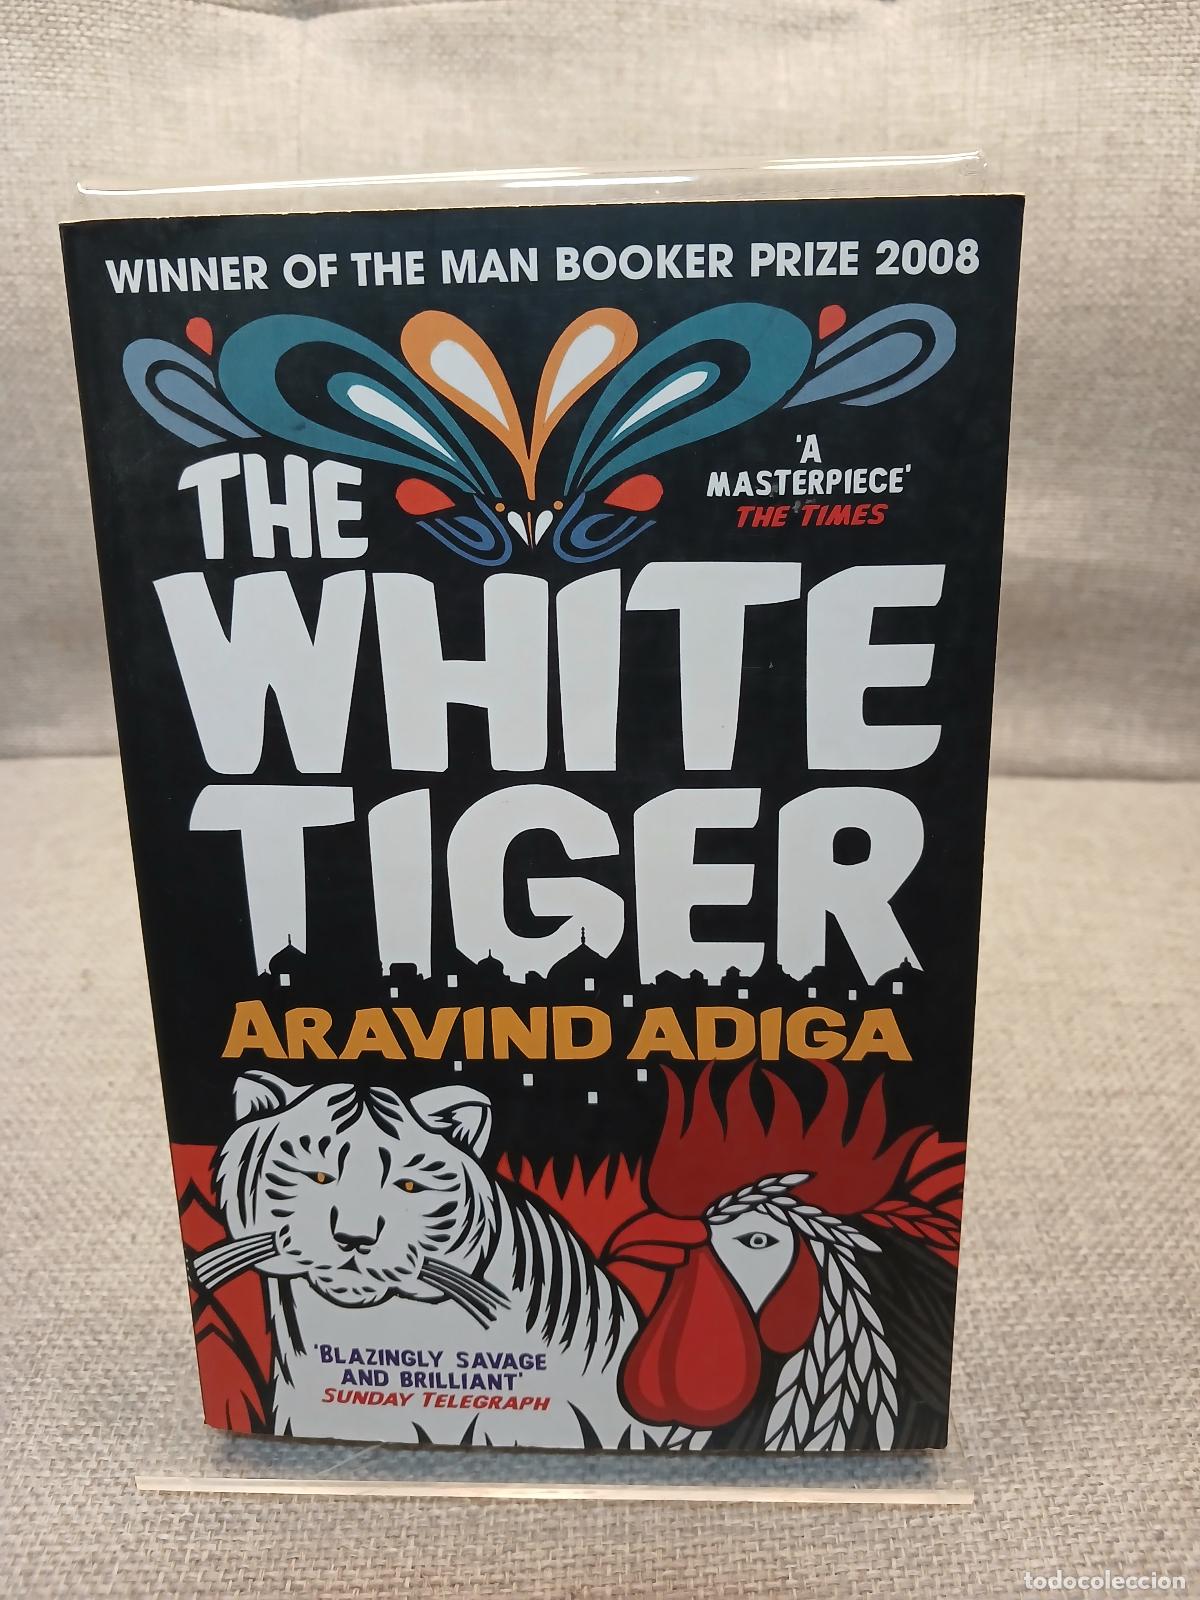 WINNER OF THE MAN BOOKER PRIZE 2008
'A
MASTERPIECE'
THE TIMES
THE
WHITE
TIGER
ARAVIND ADIGA
'BLAZINGLY SAVAGE
AND BRILLIANT'
SUNDAY TELEGRAPH
todocoleccion